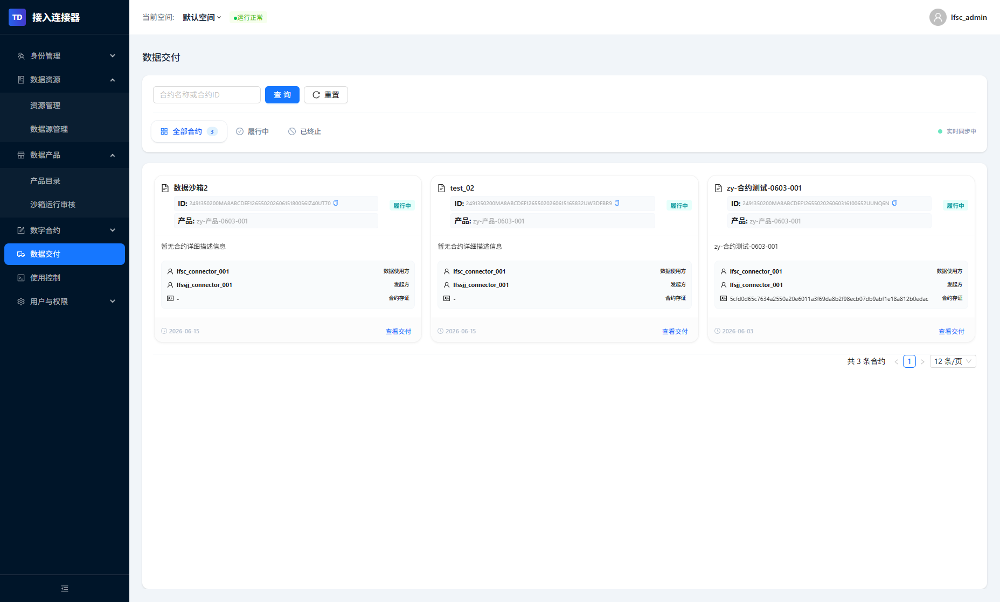 TD 接入连接器
当前空间: 默认空间 运行正常
lfsc_admin
身份管理
数据资源
资源管理
数据源管理
数据产品
产品目录
沙箱运行审核
数字合约
数据交付
使用控制
用户与权限
数据交付
合约名称或合约ID
查 询
重置
全部合约 3
履行中
已终止
实时同步中
数据沙箱2
ID: 2491350200MA8ABCDEF12655020260615180056IZ40UT70
履行中
产品: zy-产品-0603-001
暂无合约详细描述信息
lfsc_connector_001 数据使用方
lfssjj_connector_001 发起方
- 合约存证
2026-06-15 查看交付
test_02
ID: 2491350200MA8ABCDEF12655020260615165832UW3DFBR9
履行中
产品: zy-产品-0603-001
暂无合约详细描述信息
lfsc_connector_001 数据使用方
lfssjj_connector_001 发起方
- 合约存证
2026-06-15 查看交付
zy-合约测试-0603-001
ID: 2491350200MA8ABCDEF12655020260603161006​52UUNQ6N
履行中
产品: zy-产品-0603-001
zy-合约测试-0603-001
lfsc_connector_001 数据使用方
lfsjj_connector_001 发起方
5cfd0d65c7634a2550a20e6011a3f69da8b2f98ecb07db9abf1e18a812b0edac 合约存证
2026-06-03 查看交付
共 3 条合约 < 1 > 12 条/页